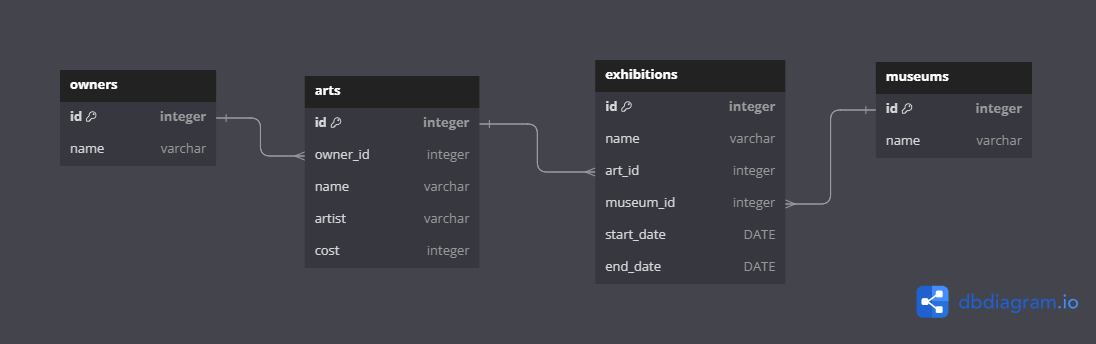 owners
id integer
name varchar
arts
id integer
owner_id integer
name varchar
artist varchar
cost integer
exhibitions
id integer
name varchar
art_id integer
museum_id integer
start_date DATE
end_date DATE
museums
id integer
name varchar
dbdiagram.io